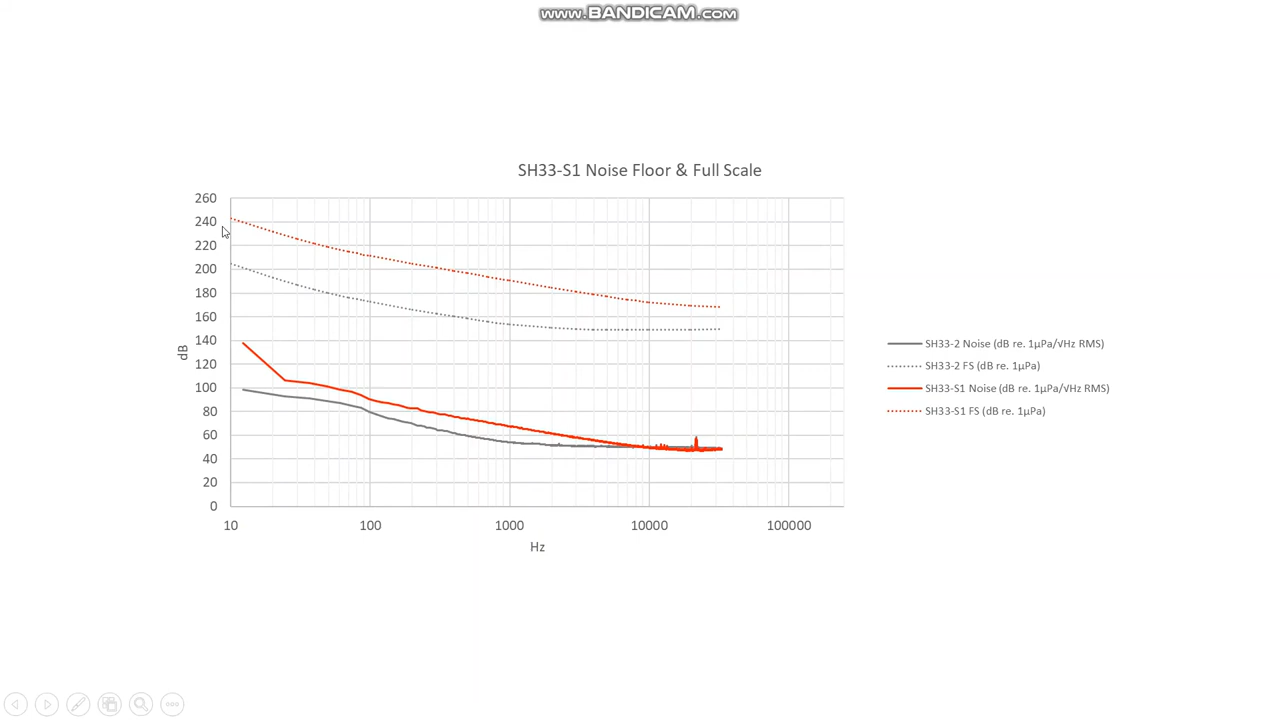 www.BANDICAM.com
SH33-S1 Noise Floor & Full Scale
260
240
220
200
180
160
140
120
100
80
60
40
20
0
dB
10 100 1000 10000 100000
Hz
SH33-2 Noise (dB re. 1µPa/√Hz RMS)
SH33-2 FS (dB re. 1µPa)
SH33-S1 Noise (dB re. 1µPa/√Hz RMS)
SH33-S1 FS (dB re. 1µPa)